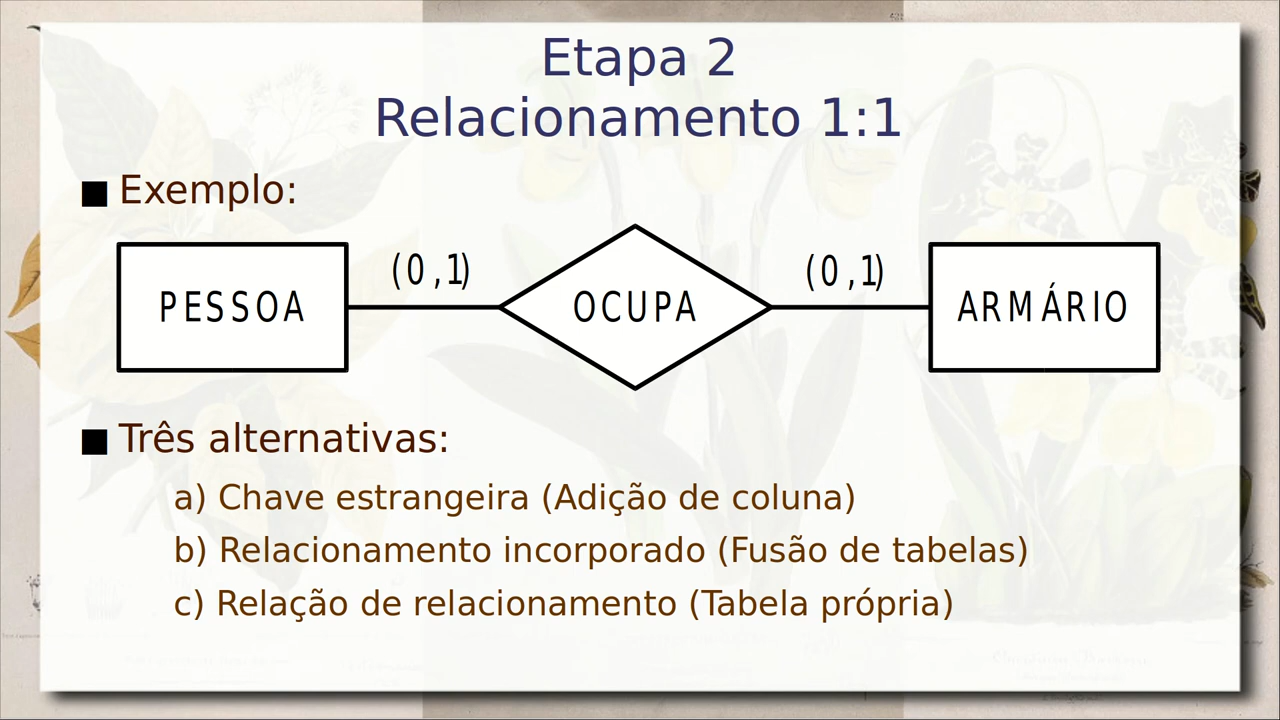 Etapa 2
Relacionamento 1:1
Exemplo:
PESSOA (0,1) OCUPA (0,1) ARMÁRIO
Três alternativas:
a) Chave estrangeira (Adição de coluna)
b) Relacionamento incorporado (Fusão de tabelas)
c) Relação de relacionamento (Tabela própria)